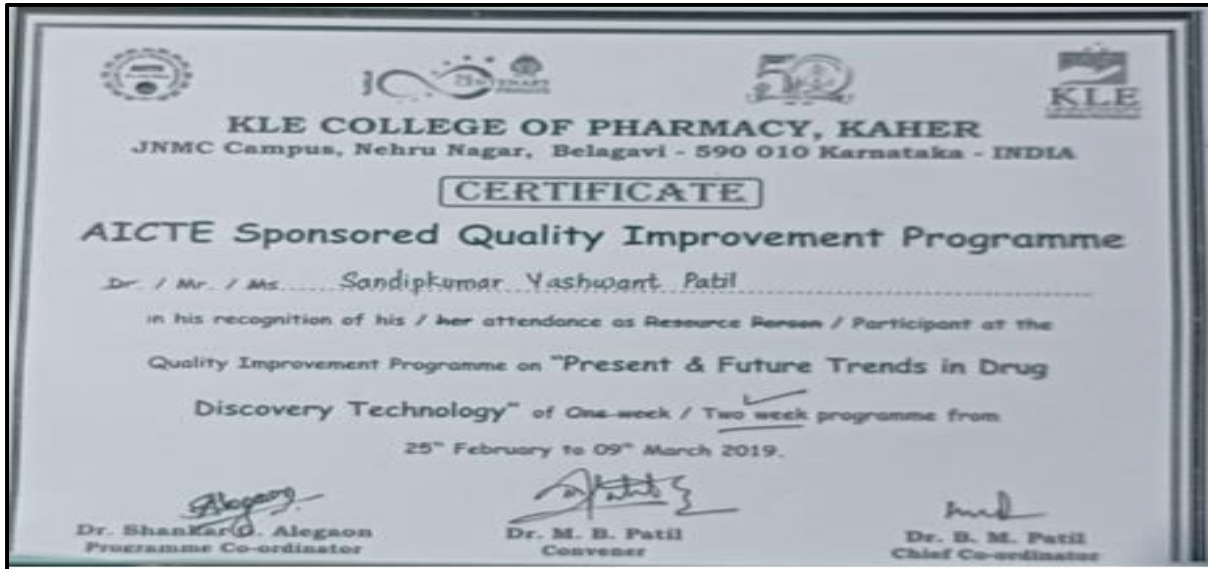 50
KLE
KLE COLLEGE OF PHARMACY, KAHER
JNMC Campus, Nehru Nagar, Belagavi - 590 010 Karnataka - INDIA
CERTIFICATE
AICTE Sponsored Quality Improvement Programme
Dr. / Mr. / Ms. Sandipkumar Yashwant Patil
in his recognition of his / her attendance as Resource Person / Participant at the
Quality Improvement Programme on "Present & Future Trends in Drug
Discovery Technology" of One week / Two week programme from
25th February to 09th March 2019.
Dr. Shankar G. Alegaon Dr. M. B. Patil Dr. B. M. Patil
Programme Co-ordinator Convener Chief Co-ordinator